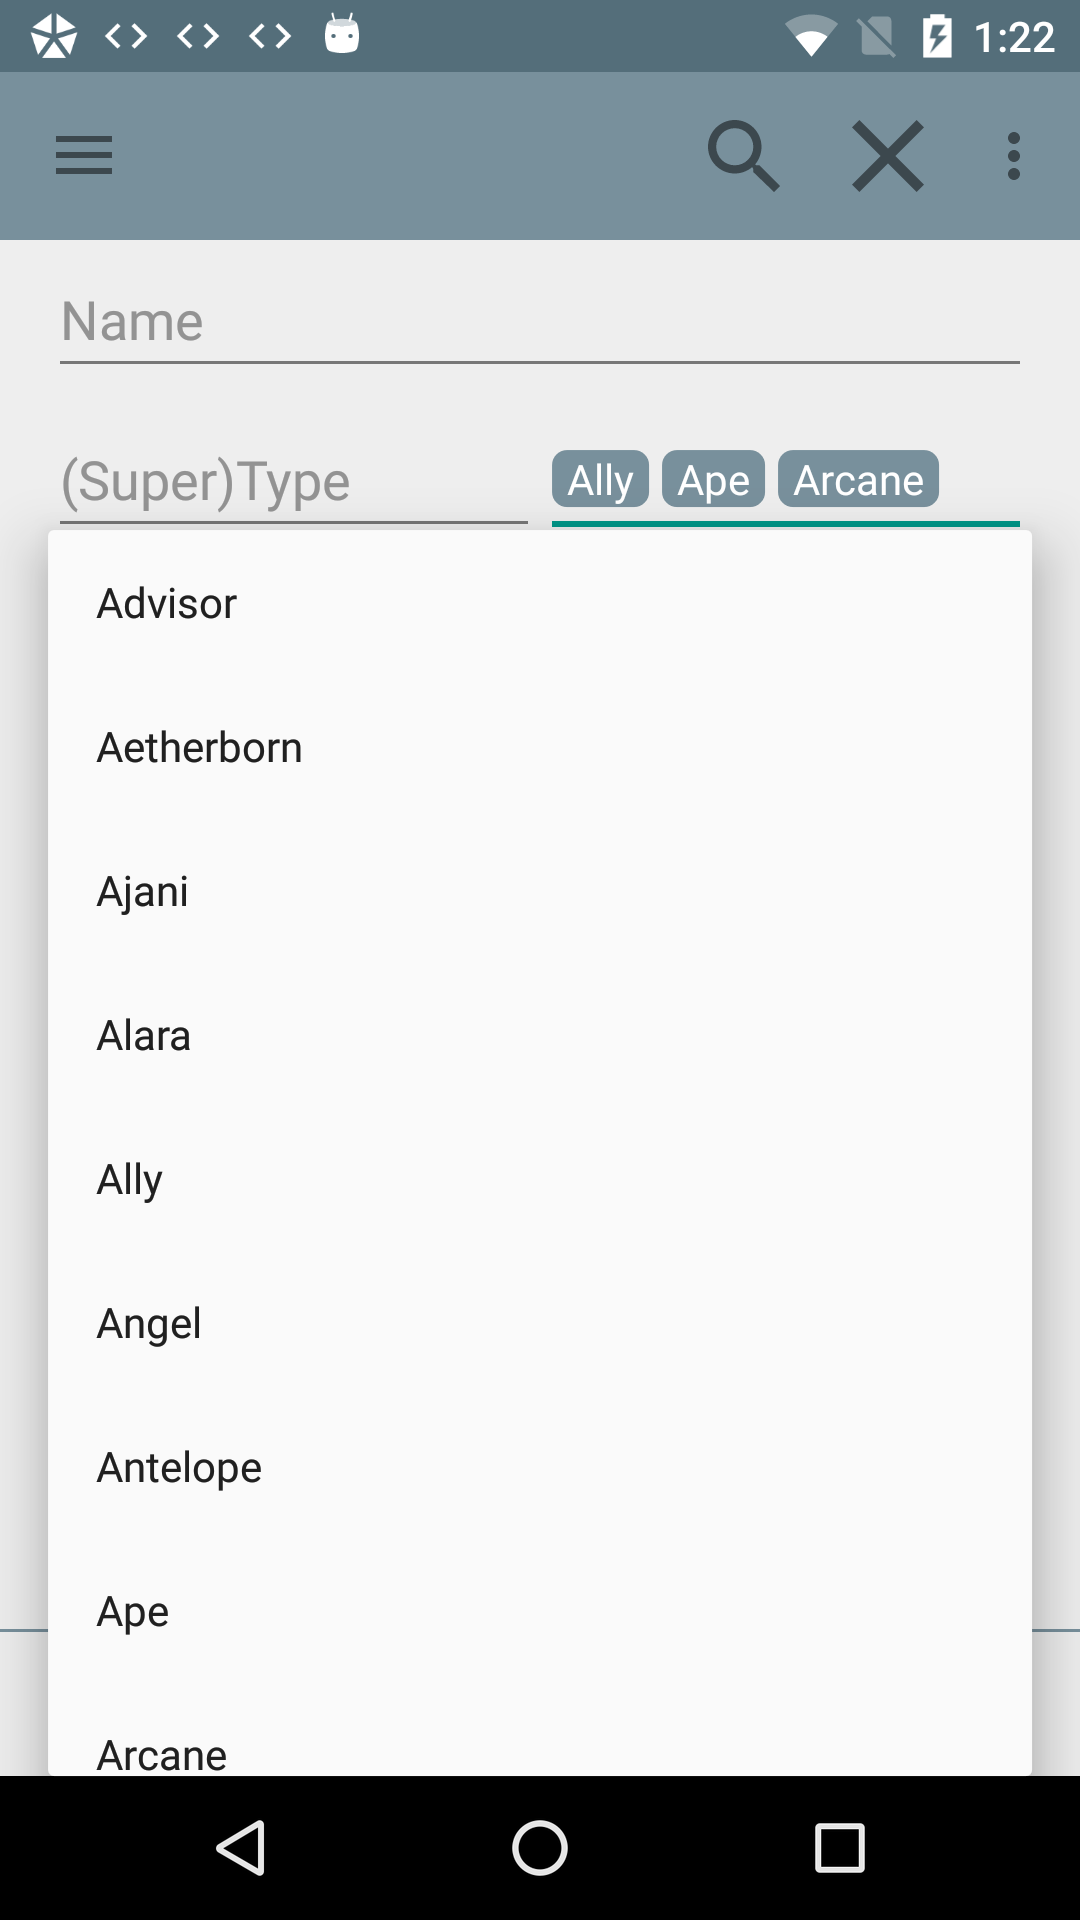 1:22
Name
(Super)Type Ally Ape Arcane
Advisor
Aetherborn
Ajani
Alara
Ally
Angel
Antelope
Ape
Arcane